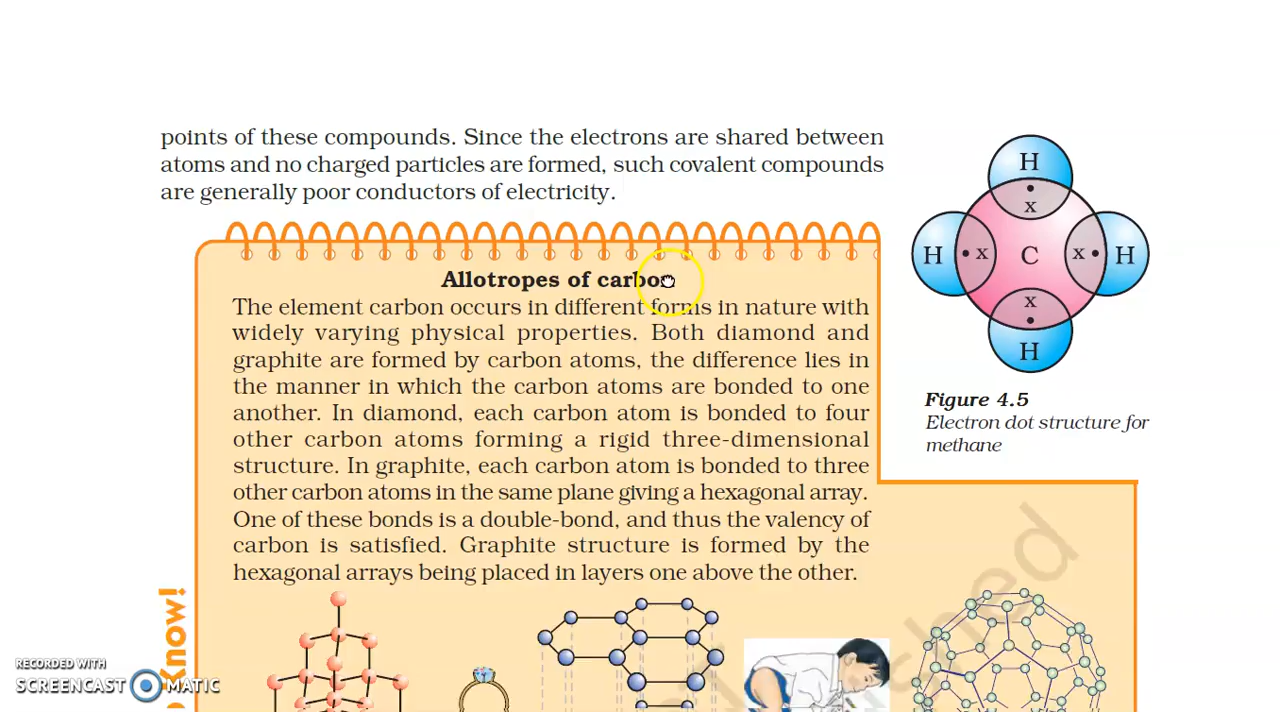 points of these compounds. Since the electrons are shared between
atoms and no charged particles are formed, such covalent compounds
are generally poor conductors of electricity.
Allotropes of carbon
The element carbon occurs in different forms in nature with
widely varying physical properties. Both diamond and
graphite are formed by carbon atoms, the difference lies in
the manner in which the carbon atoms are bonded to one
another. In diamond, each carbon atom is bonded to four
other carbon atoms forming a rigid three-dimensional
structure. In graphite, each carbon atom is bonded to three
other carbon atoms in the same plane giving a hexagonal array.
One of these bonds is a double-bond, and thus the valency of
carbon is satisfied. Graphite structure is formed by the
hexagonal arrays being placed in layers one above the other.
H
x
H x C x H
x
H
Figure 4.5
Electron dot structure for
methane
Know!
RECORDED WITH
SCREENCAST MATIC